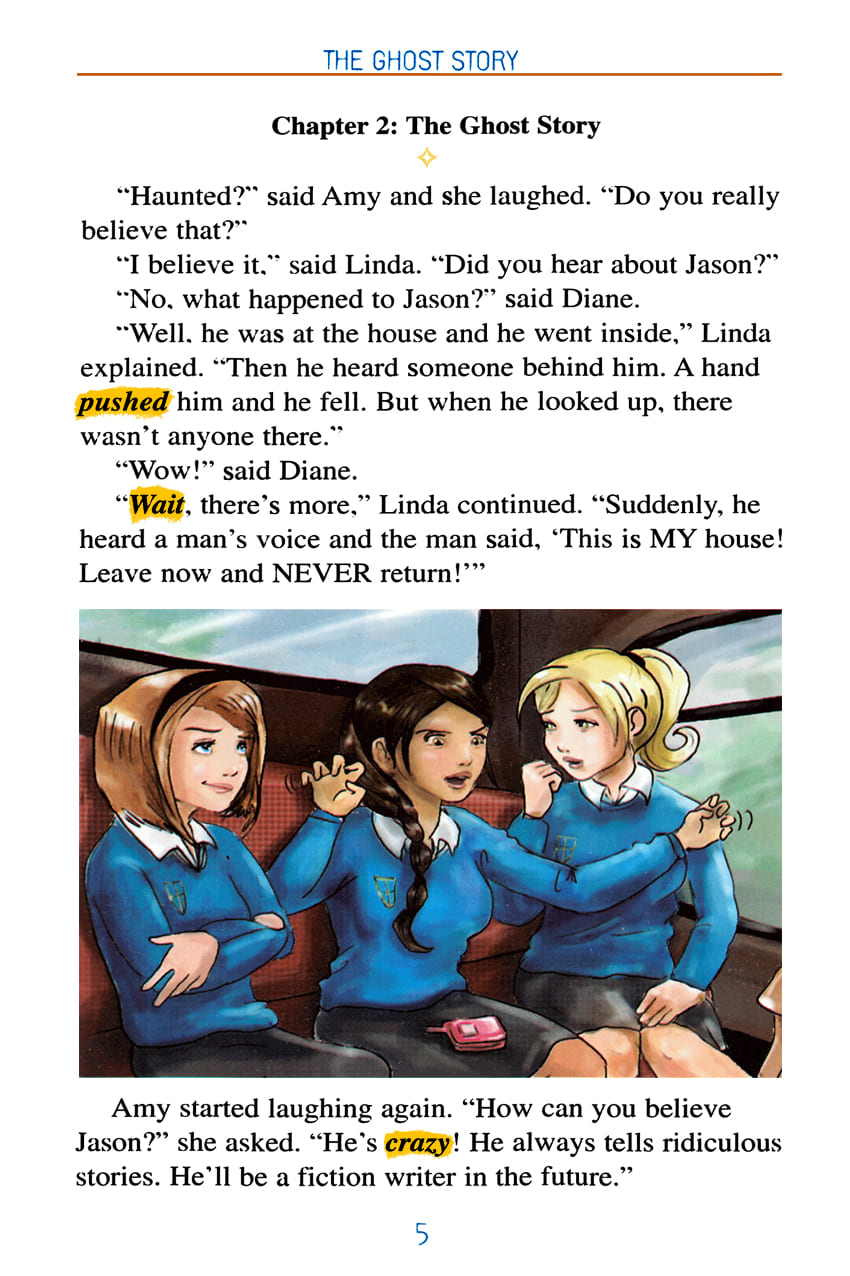 THE GHOST STORY
Chapter 2: The Ghost Story
“Haunted?” said Amy and she laughed. “Do you really
believe that?”
“I believe it,” said Linda. “Did you hear about Jason?”
“No, what happened to Jason?” said Diane.
“Well, he was at the house and he went inside,” Linda
explained. “Then he heard someone behind him. A hand
pushed him and he fell. But when he looked up, there
wasn’t anyone there.”
“Wow!” said Diane.
“Wait, there’s more,” Linda continued. “Suddenly, he
heard a man’s voice and the man said, ‘This is MY house!
Leave now and NEVER return!’”
Amy started laughing again. “How can you believe
Jason?” she asked. “He’s crazy! He always tells ridiculous
stories. He’ll be a fiction writer in the future.”
5